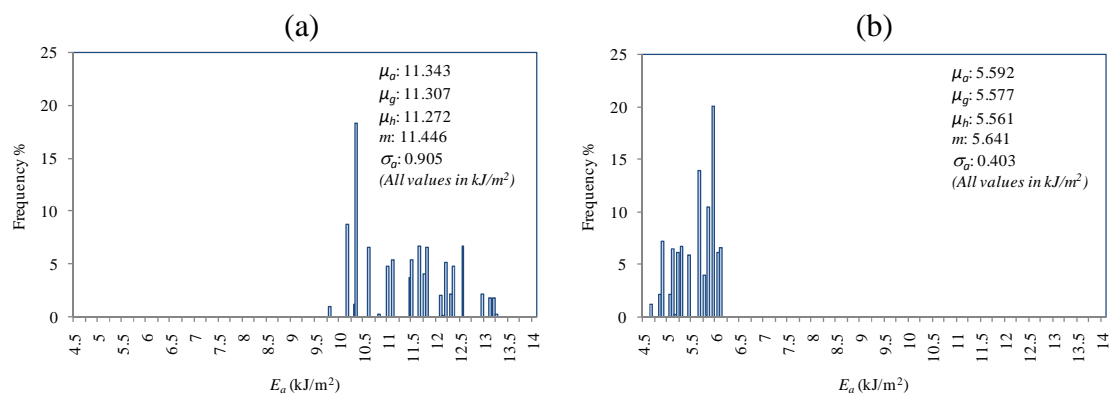 (a)
25
20
15
10
5
0
Frequency %
μa: 11.343
μg: 11.307
μh: 11.272
m: 11.446
σa: 0.905
(All values in kJ/m²)
4.5 5 5.5 6 6.5 7 7.5 8 8.5 9 9.5 10 10.5 11 11.5 12 12.5 13 13.5 14
Ea (kJ/m²)
(b)
25
20
15
10
5
0
Frequency %
μa: 5.592
μg: 5.577
μh: 5.561
m: 5.641
σa: 0.403
(All values in kJ/m²)
4.5 5 5.5 6 6.5 7 7.5 8 8.5 9 9.5 10 10.5 11 11.5 12 12.5 13 13.5 14
Ea (kJ/m²)